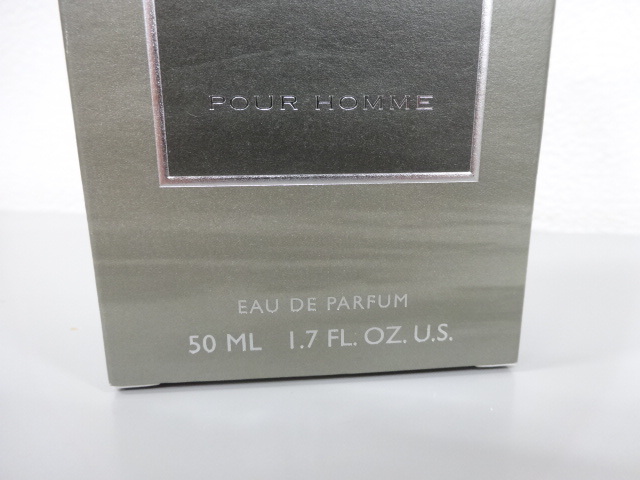 POUR HOMME
EAU DE PARFUM
50 ML 1.7 FL. OZ. U.S.